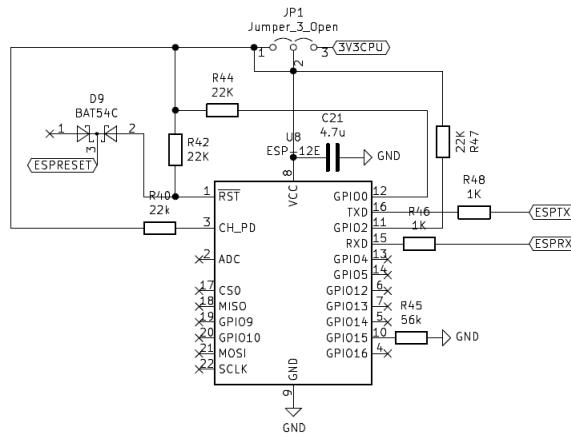 JP1
Jumper_3_Open
1
3
3V3CPU
2
R44
22K
D9
BAT54C
C21
4.7u
1
2
3
R42
22K
U8
ESP-12E
GND
22K
R47
ESPRESET
8
R40
22k
1
RST
VCC
GPIO0
12
R48
1K
TXD
16
ESPTX
3
CH_PD
GPIO2
11
R46
1K
RXD
15
ESPRX
2
ADC
GPIO4
13
GPIO5
14
17
CS0
GPIO12
6
18
MISO
GPIO13
7
R45
56k
19
GPIO9
GPIO14
5
20
GPIO10
GPIO15
10
GND
21
MOSI
GPIO16
4
22
SCLK
GND
9
GND